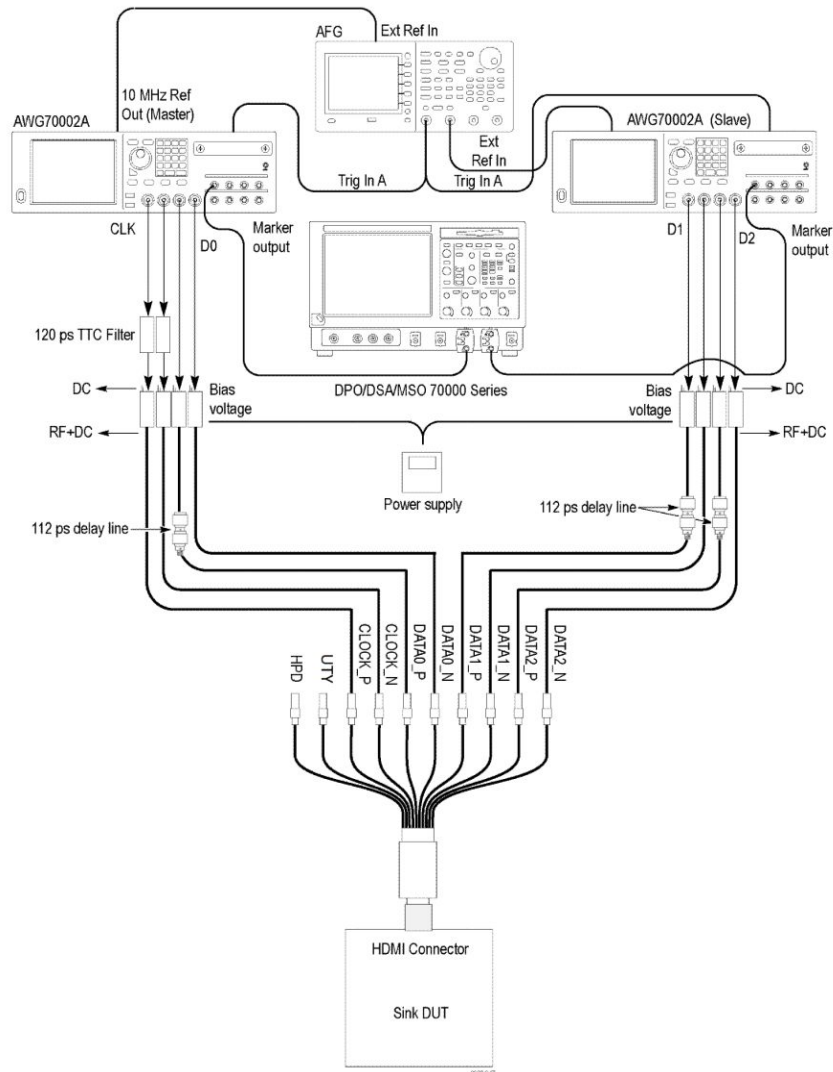 AFG
Ext Ref In
10 MHz Ref
Out (Master)
AWG70002A
AWG70002A (Slave)
Ext
Ref In
Trig In A
Trig In A
CLK
D0
Marker
output
D1
D2
Marker
output
120 ps TTC Filter
DPO/DSA/MSO 70000 Series
DC
Bias
voltage
RF+DC
Bias
voltage
DC
RF+DC
Power supply
112 ps delay line
112 ps delay line
HPD
UTY
CLOCK_P
CLOCK_N
DATA0_P
DATA0_N
DATA1_P
DATA1_N
DATA2_P
DATA2_N
HDMI Connector
Sink DUT